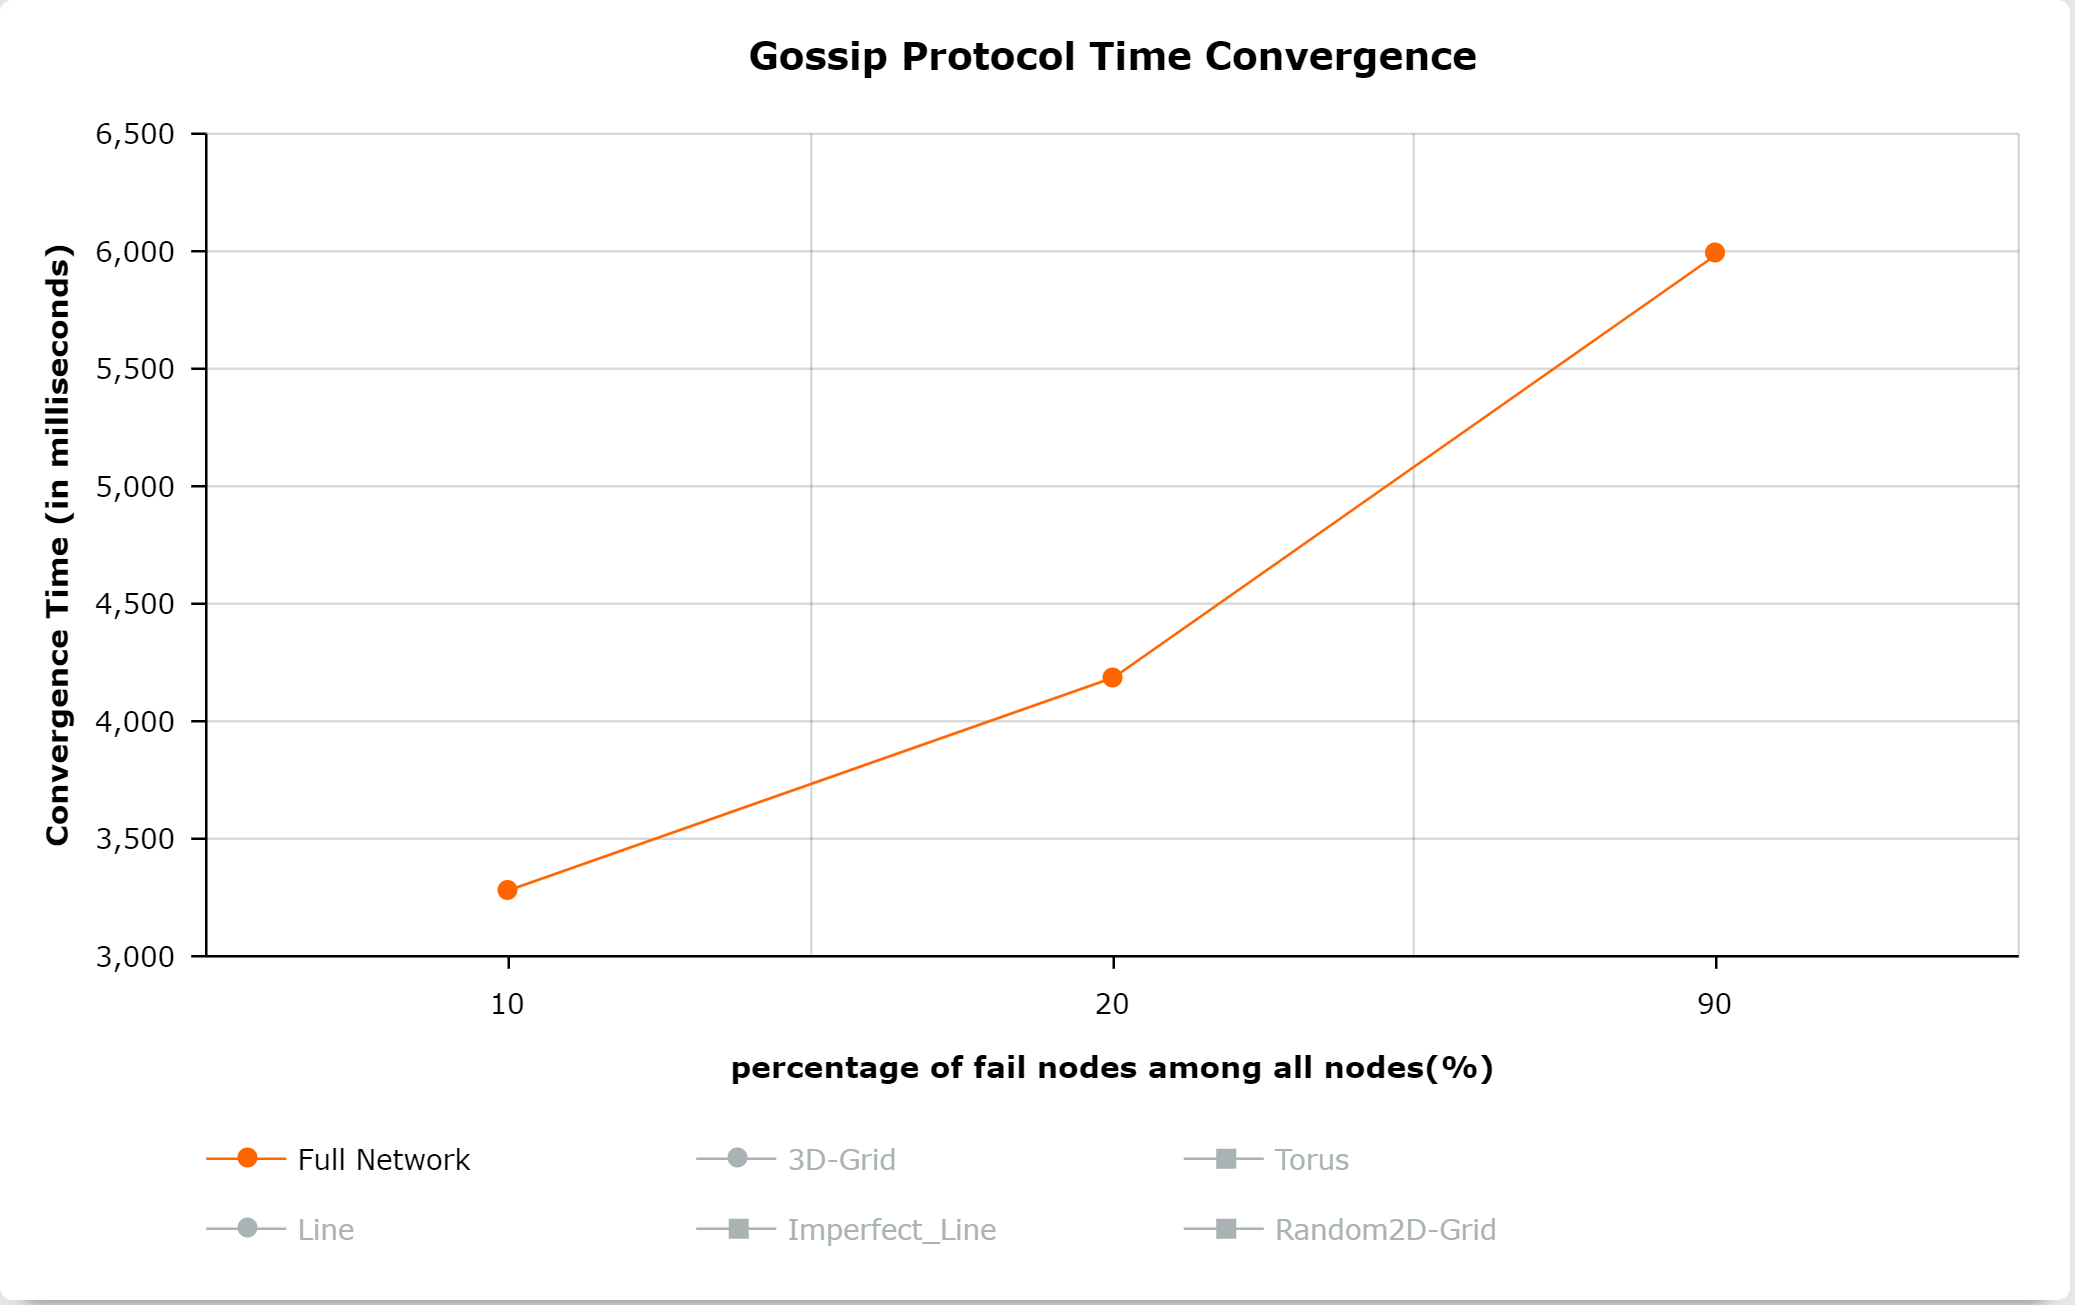 Gossip Protocol Time Convergence
Convergence Time (in milliseconds)
6,500
6,000
5,500
5,000
4,500
4,000
3,500
3,000
10 20 90
percentage of fail nodes among all nodes(%)
Full Network 3D-Grid Torus
Line Imperfect_Line Random2D-Grid